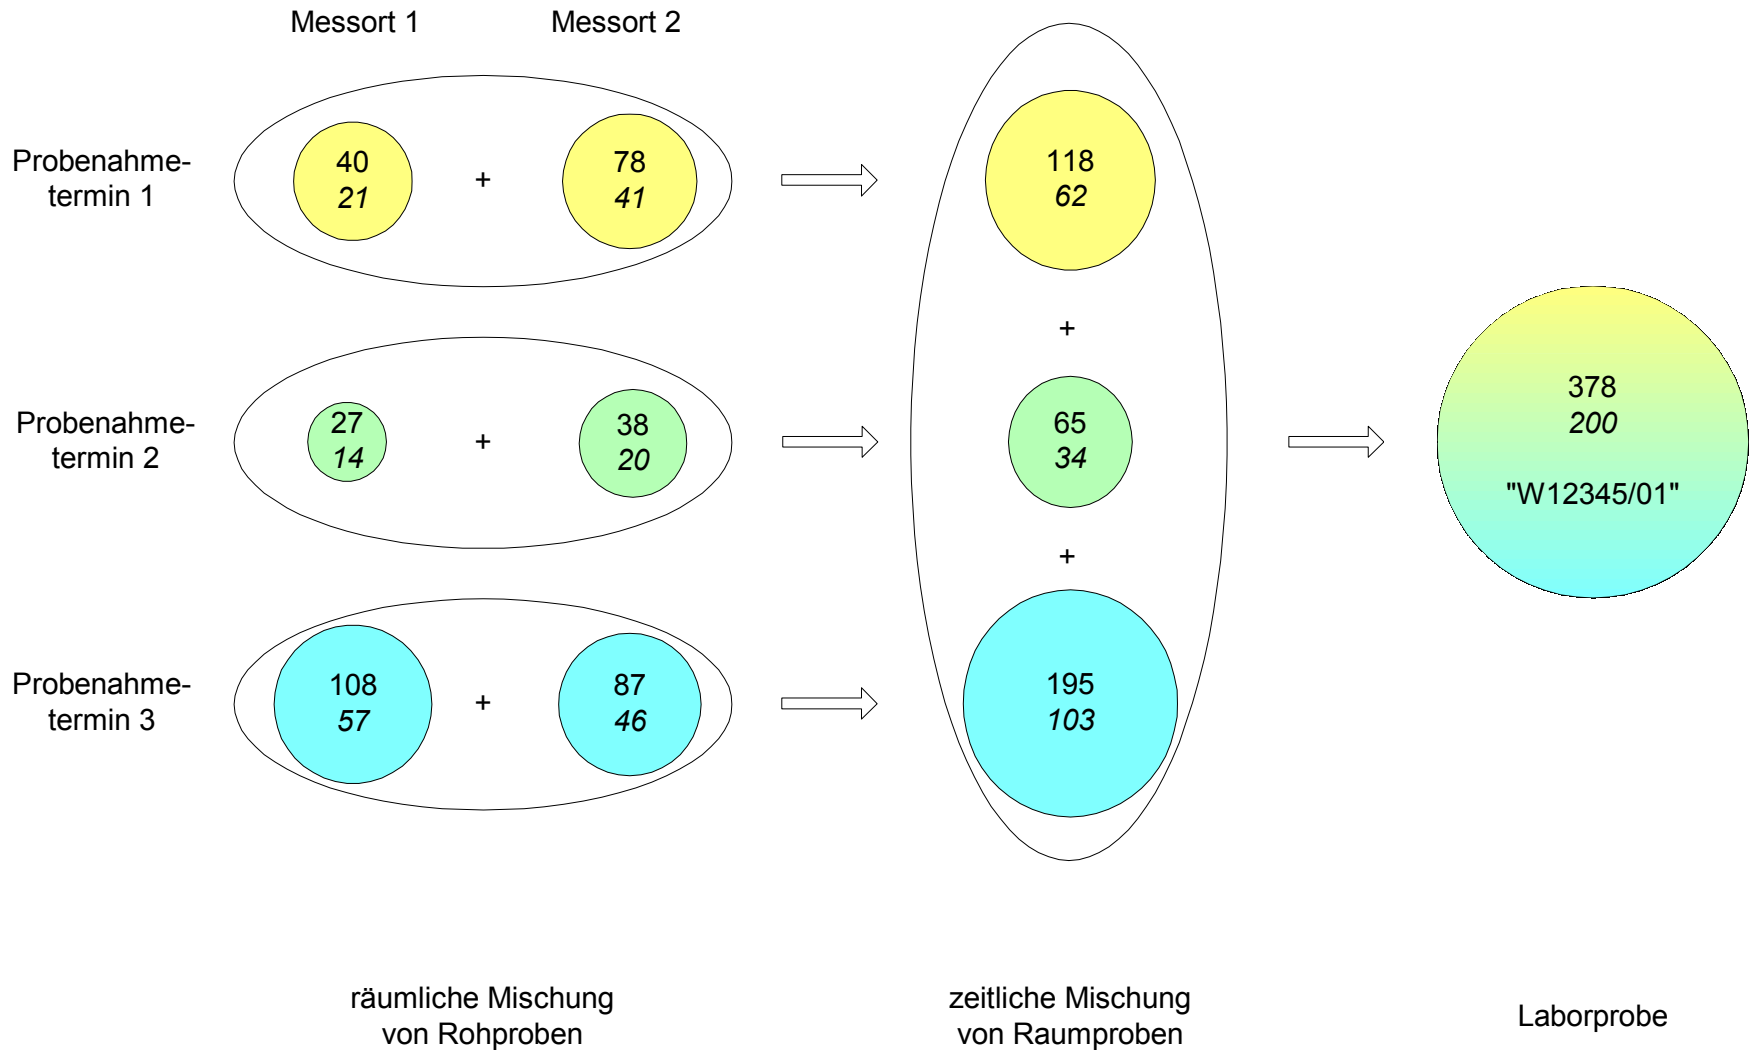 Messort 1
Messort 2
Probenahme-
termin 1
40
21
+
78
41
118
62
+
Probenahme-
termin 2
27
14
+
38
20
65
34
+
378
200
"W12345/01"
Probenahme-
termin 3
108
57
+
87
46
195
103
räumliche Mischung
von Rohproben
zeitliche Mischung
von Raumproben
Laborprobe